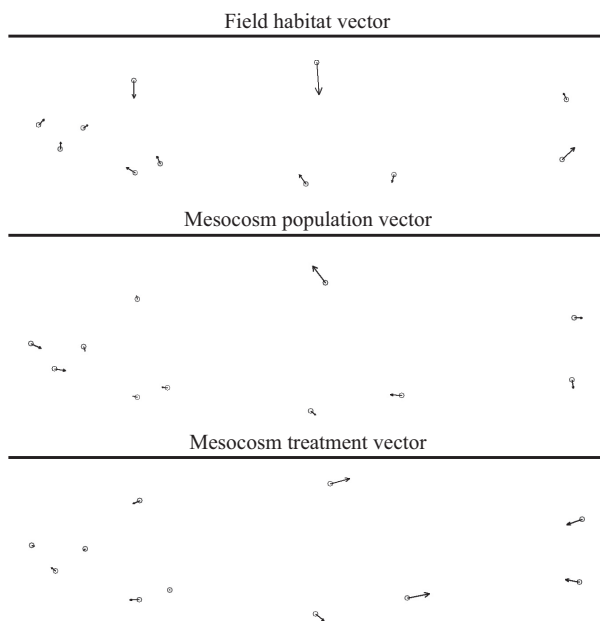 Field habitat vector
Mesocosm population vector
Mesocosm treatment vector